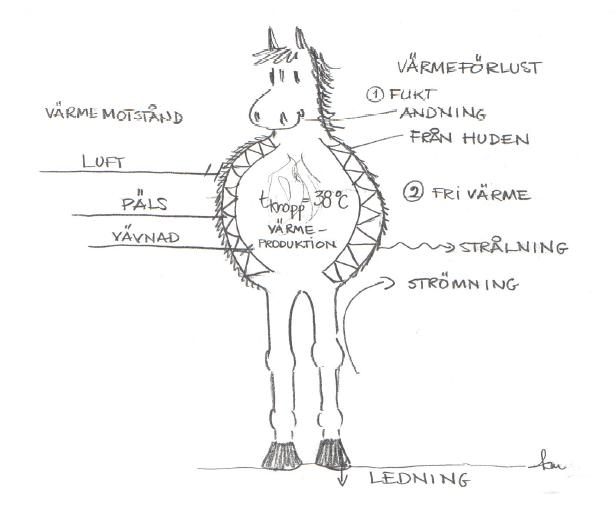 VÄRMEFÖRLUST
① FUKT
ANDNING
FRÅN HUDEN
VÄRMEMOTSTÅND
LUFT
PÄLS
VÄVNAD
tkropp = 38°C
VÄRME-
PRODUKTION
② FRI VÄRME
STRÅLNING
STRÖMNING
LEDNING